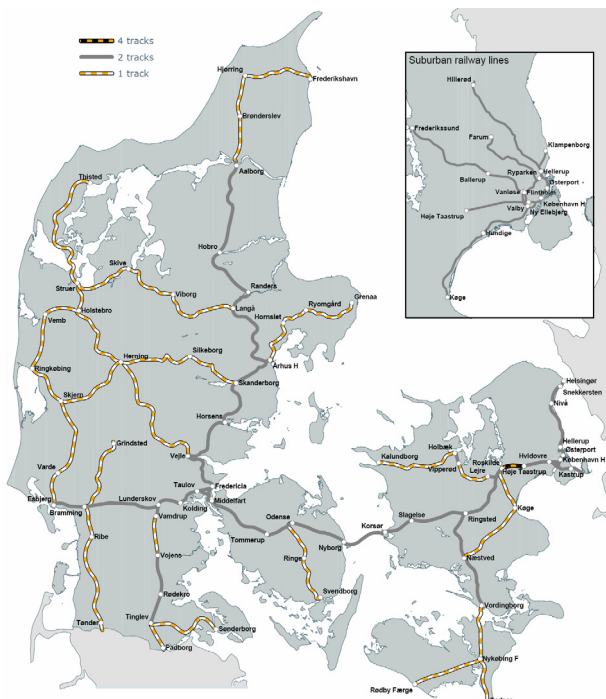 4 tracks
2 tracks
1 track
Suburban railway lines
Hillerød
Frederikssund
Farum
Klampenborg
Ryparken
Hellerup
Ballerup
Østerport
Vanløse
Flintholm
København H
Høje Taastrup
Valby
Ny Ellebjerg
Hundige
Køge
Hjørring
Frederikshavn
Brønderslev
Aalborg
Thisted
Hobro
Skive
Struer
Viborg
Randers
Langå
Holstebro
Vemb
Hornslet
Ryomgård
Grenaa
Århus H
Silkeborg
Herning
Ringkøbing
Skanderborg
Skjern
Horsens
Grindsted
Vejle
Varde
Taulov
Fredericia
Esbjerg
Bramming
Lunderskov
Kolding
Middelfart
Vamdrup
Odense
Ribe
Tommerup
Nyborg
Vojens
Ringe
Rødekro
Svendborg
Tinglev
Sønderborg
Tønder
Padborg
Helsingør
Snekkersten
Nivå
Hellerup
Østerport
København H
Kastrup
Hvidovre
Høje Taastrup
Roskilde
Lejre
Holbæk
Vipperød
Kalundborg
Køge
Slagelse
Korsør
Ringsted
Næstved
Vordingborg
Nykøbing F
Rødby Færge